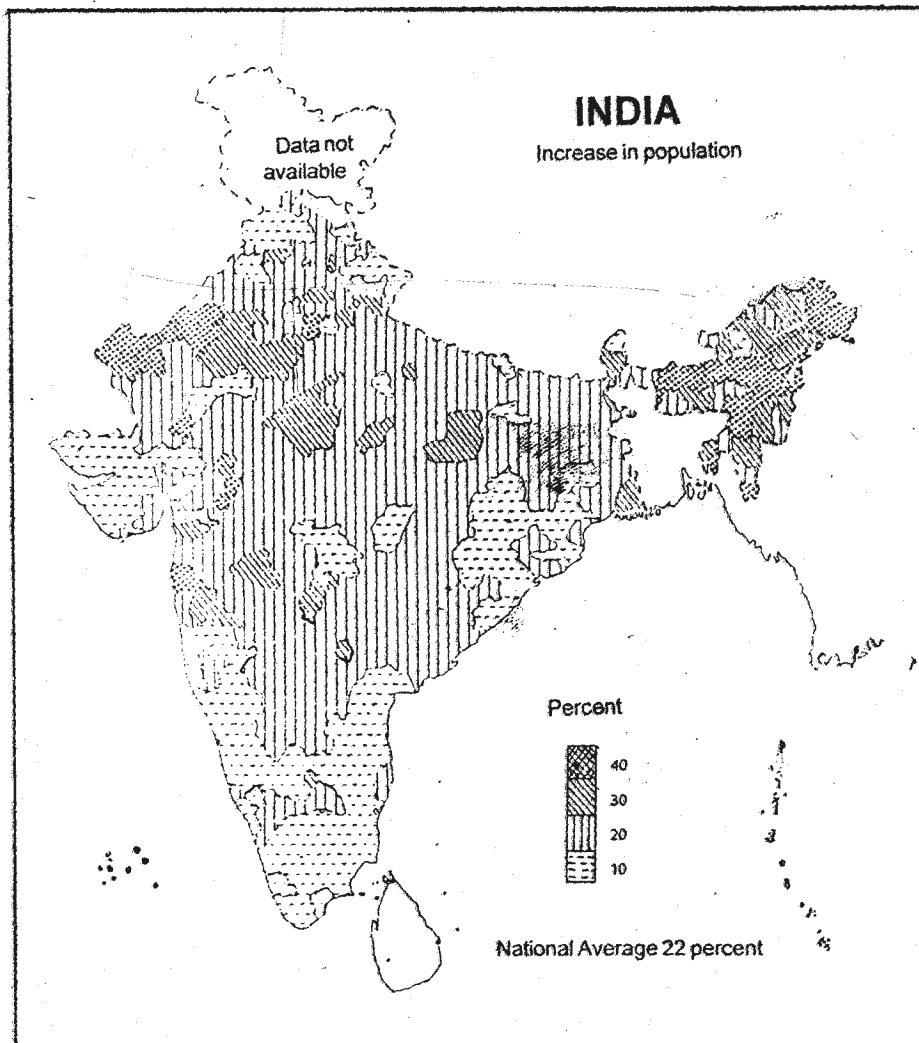 INDIA
Increase in population
Data not
available
Percent
40
30
20
10
National Average 22 percent